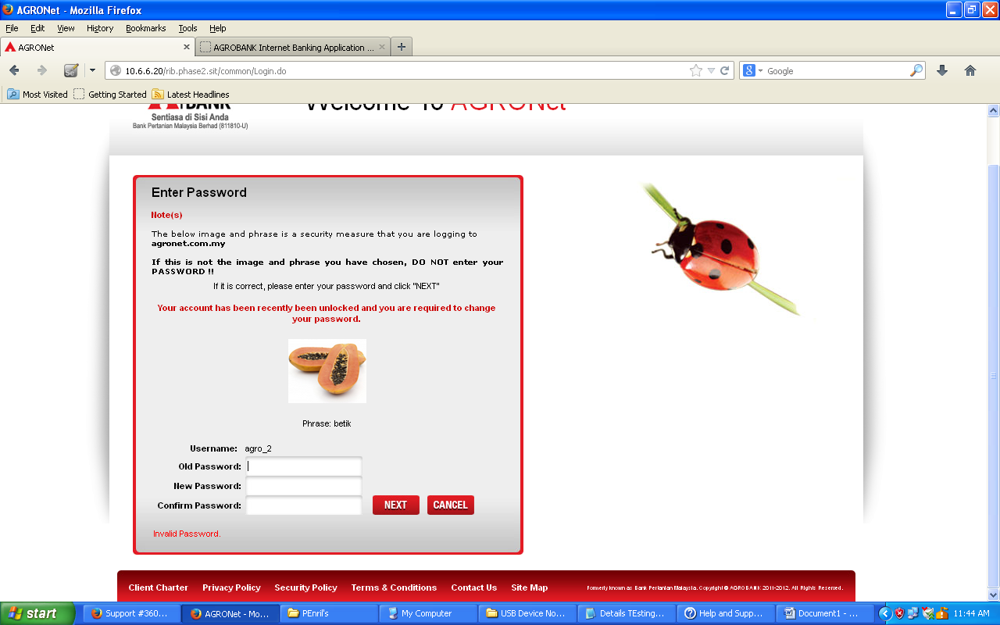 AGRONet - Mozilla Firefox
File Edit View History Bookmarks Tools Help
AGRONet
AGROBANK Internet Banking Application ...
10.6.6.20/rib.phase2.sit/common/Login.do
Google
Most Visited Getting Started Latest Headlines
Welcome To AGRONet
Sentiasa di Sisi Anda
Bank Pertanian Malaysia Berhad (811810-U)
Enter Password
Note(s)
The below image and phrase is a security measure that you are logging to
agronet.com.my
If this is not the image and phrase you have chosen, DO NOT enter your
PASSWORD !!
If it is correct, please enter your password and click "NEXT"
Your account has been recently been unlocked and you are required to change
your password.
Phrase: betik
Username: agro_2
Old Password:
New Password:
Confirm Password:
NEXT CANCEL
Invalid Password.
Client Charter Privacy Policy Security Policy Terms & Conditions Contact Us Site Map
Formerly known as Bank Pertanian Malaysia. Copyright © AGROBANK 2011-2012. All Rights Reserved.
start
Support #360...
AGRONet - Mo...
PEnril's
My Computer
USB Device No...
Details TEsting...
Help and Supp...
Document1 - ...
11:44 AM